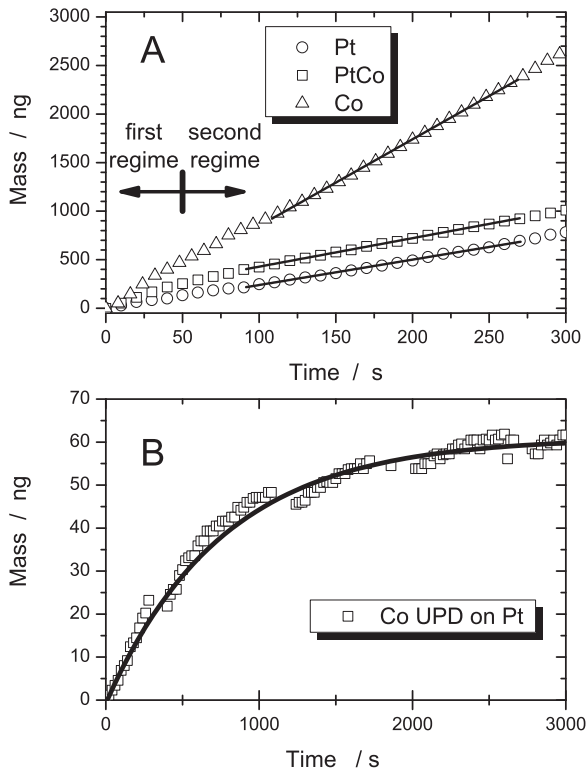 A
Pt
PtCo
Co
first regime
second regime
Mass / ng
3000
2500
2000
1500
1000
500
0
0
50
100
150
200
250
300
Time / s
B
Co UPD on Pt
Mass / ng
70
60
50
40
30
20
10
0
0
1000
2000
3000
Time / s